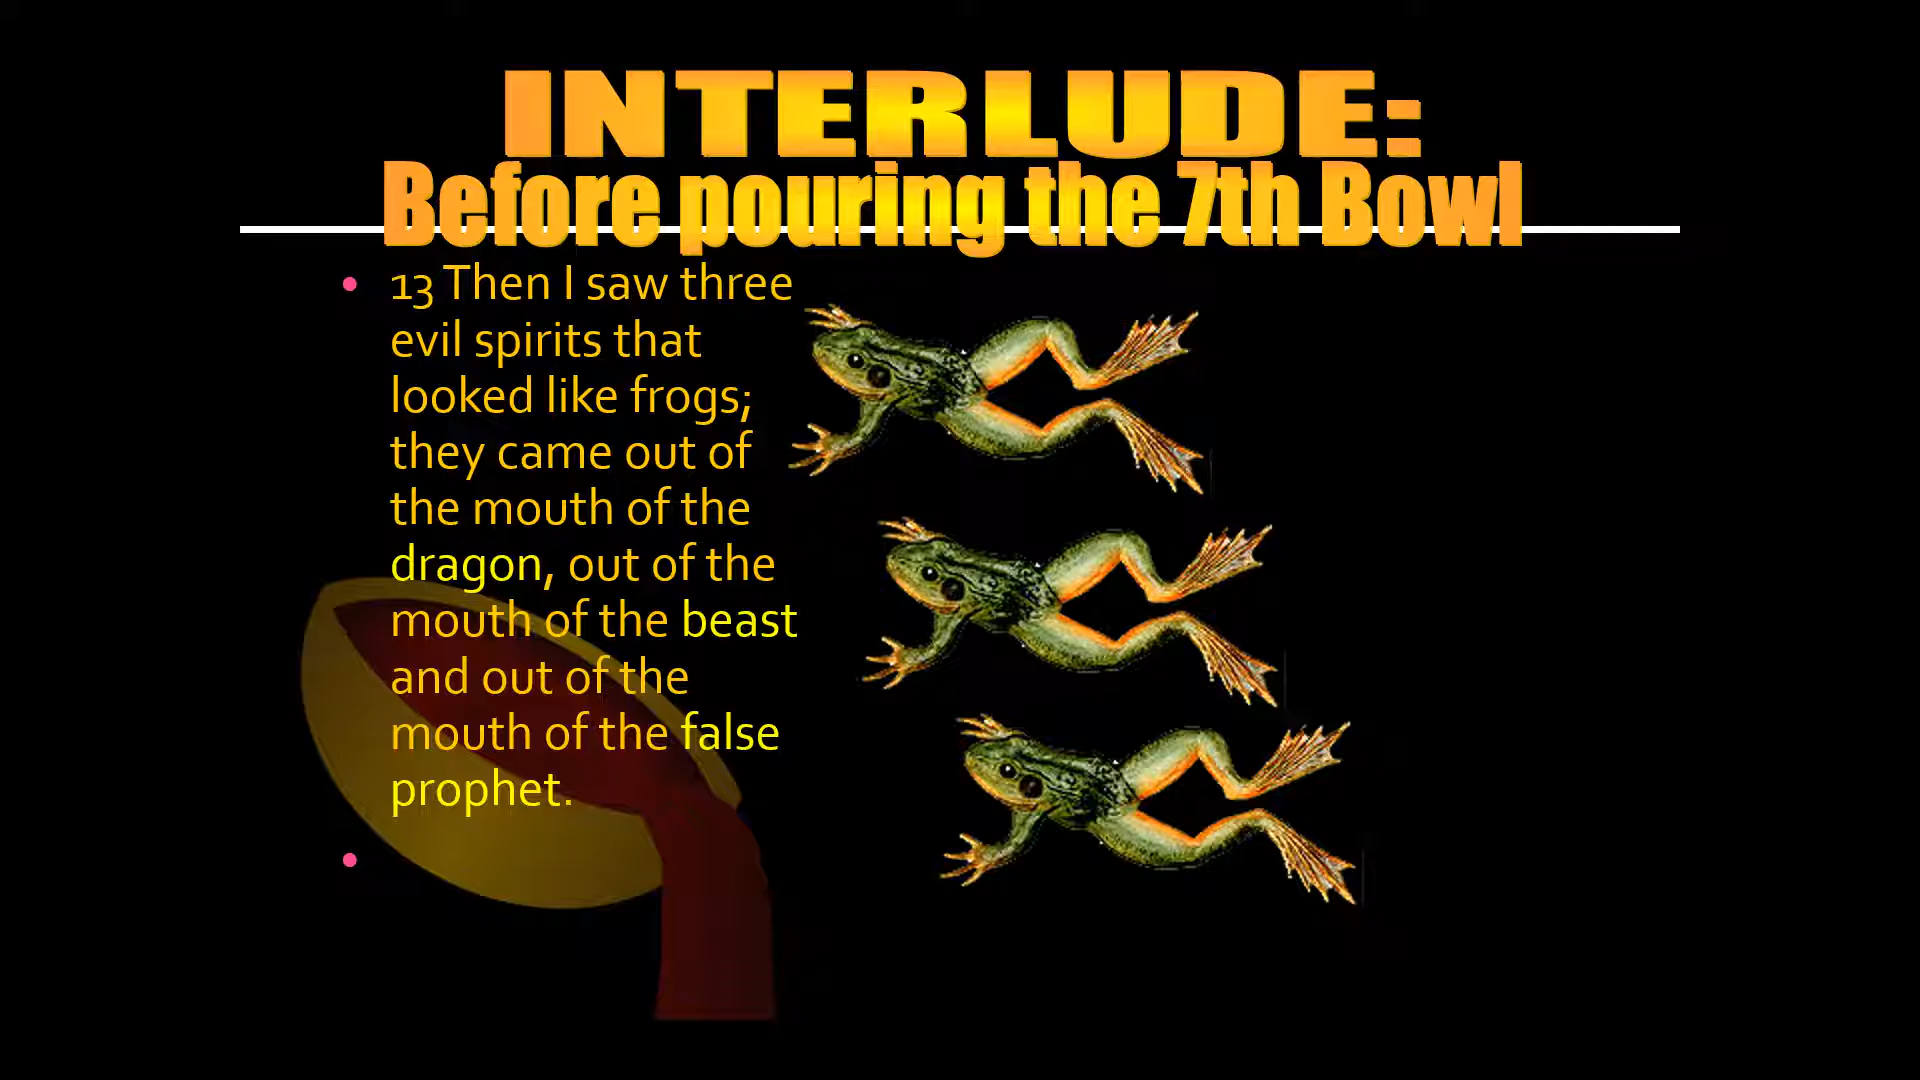 INTERLUDE:
Before pouring the 7th Bowl
• 13 Then I saw three
evil spirits that
looked like frogs;
they came out of
the mouth of the
dragon, out of the
mouth of the beast
and out of the
mouth of the false
prophet.
•